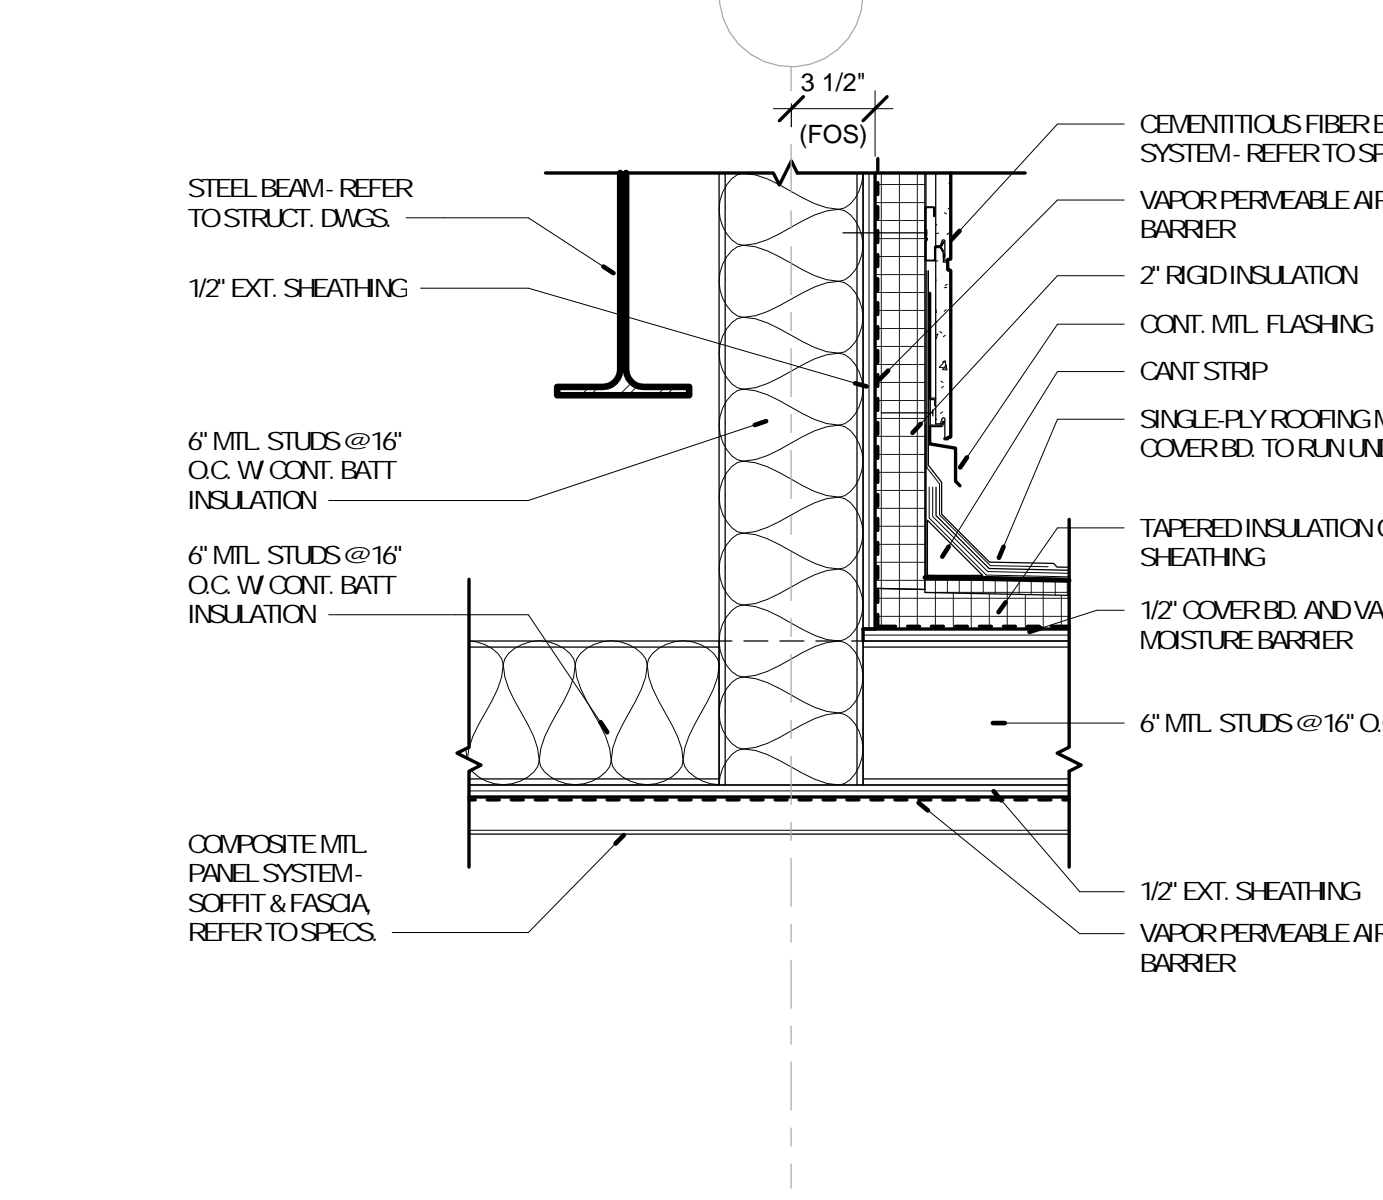 3 1/2"
(FOS)
STEEL BEAM - REFER
TO STRUCT. DWGS.
1/2" EXT. SHEATHING
6" MTL. STUDS @ 16"
O.C. W/ CONT. BATT
INSULATION
6" MTL. STUDS @ 16"
O.C. W/ CONT. BATT
INSULATION
COMPOSITE MTL.
PANEL SYSTEM -
SOFFIT & FASCIA,
REFER TO SPECS.
CEMENTITIOUS FIBER
SYSTEM - REFER TO
VAPOR PERMEABLE AIR
BARRIER
2" RIGID INSULATION
CONT. MTL. FLASHING
CANT STRIP
SINGLE-PLY ROOFING
COVER BD. TO RUN
TAPERED INSULATION
SHEATHING
1/2" COVER BD. AND
MOISTURE BARRIER
6" MTL. STUDS @ 16"
1/2" EXT. SHEATHING
VAPOR PERMEABLE AIR
BARRIER